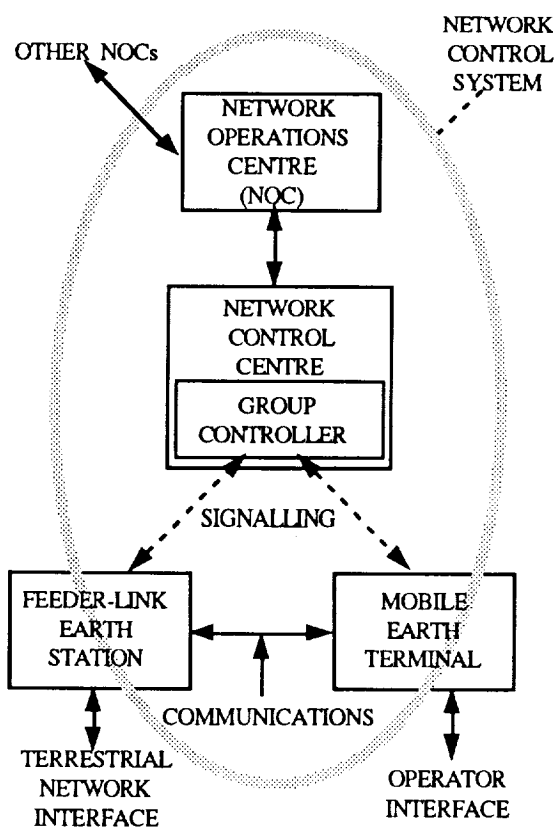 OTHER NOCs
NETWORK
CONTROL
SYSTEM
NETWORK
OPERATIONS
CENTRE
(NOC)
NETWORK
CONTROL
CENTRE
GROUP
CONTROLLER
SIGNALLING
FEEDER-LINK
EARTH
STATION
MOBILE
EARTH
TERMINAL
COMMUNICATIONS
TERRESTRIAL
NETWORK
INTERFACE
OPERATOR
INTERFACE